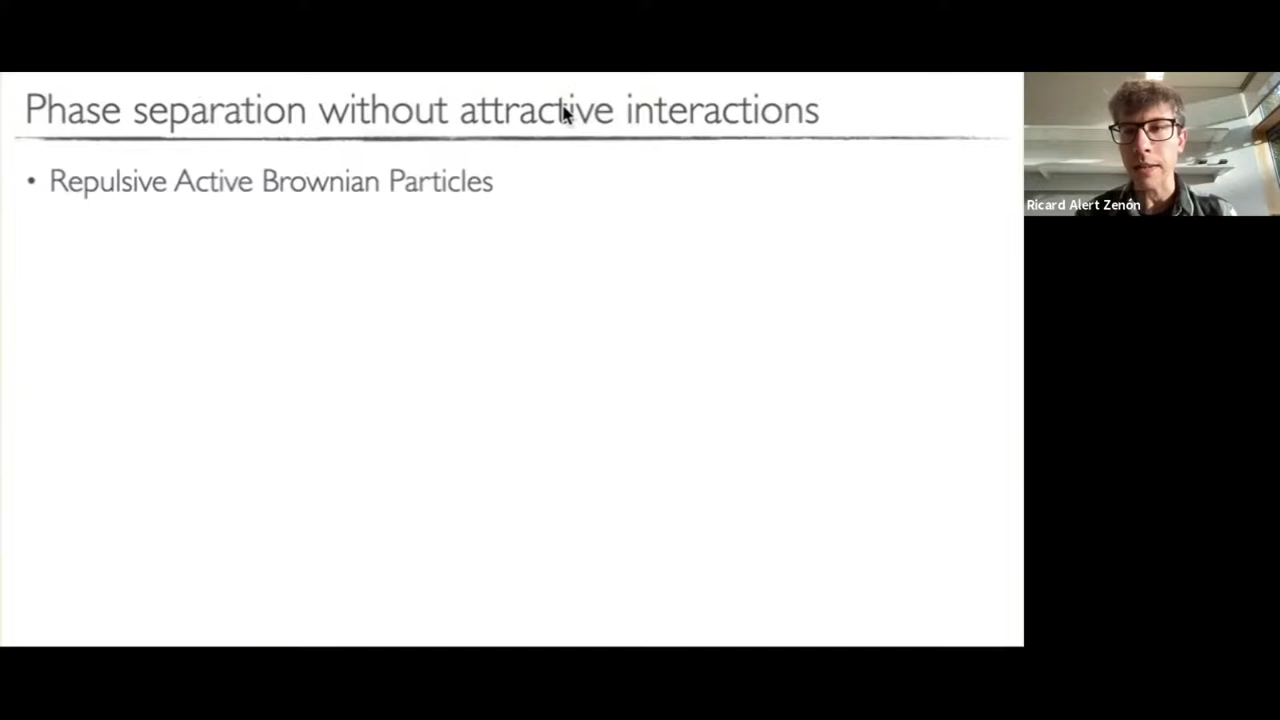 Phase separation without attractive interactions
• Repulsive Active Brownian Particles
Ricard Alert Zenón